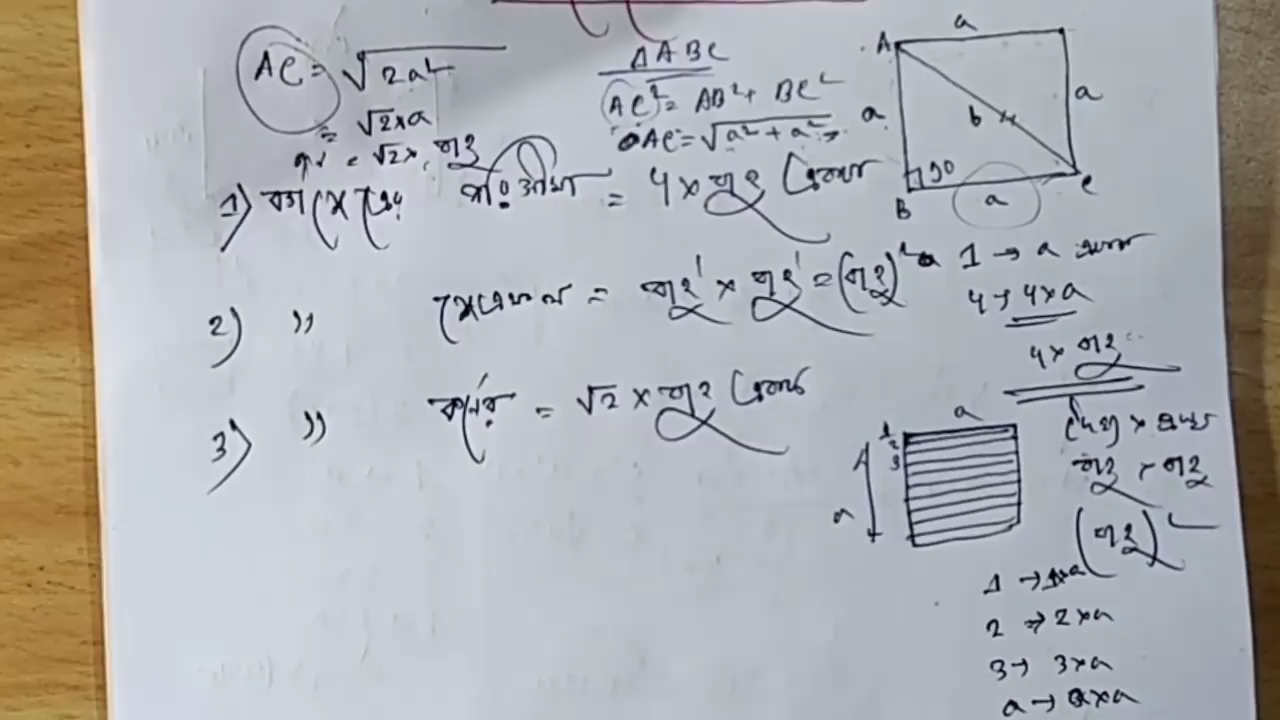 AC = √2a²
= √2×a
কর্ণ = √2× বাহু
ΔABC
AC² = AB² + BC²
AC = √a² + a²
A
a
a
a
b
90
B
a
C
1) বর্গক্ষেত্রের পরিসীমা = 4 × বাহুর দৈর্ঘ্য
2) " ক্ষেত্রফল = বাহু × বাহু = (বাহু)²
1 → a
4 → 4×a
4× বাহু
3) " কর্ণের = √2 × বাহুর দৈর্ঘ্য
a
1
2
3
a
দৈর্ঘ্য × প্রস্থ
বাহু × বাহু
(বাহু)²
1 → 1×a
2 → 2×a
3 → 3×a
a → a×a